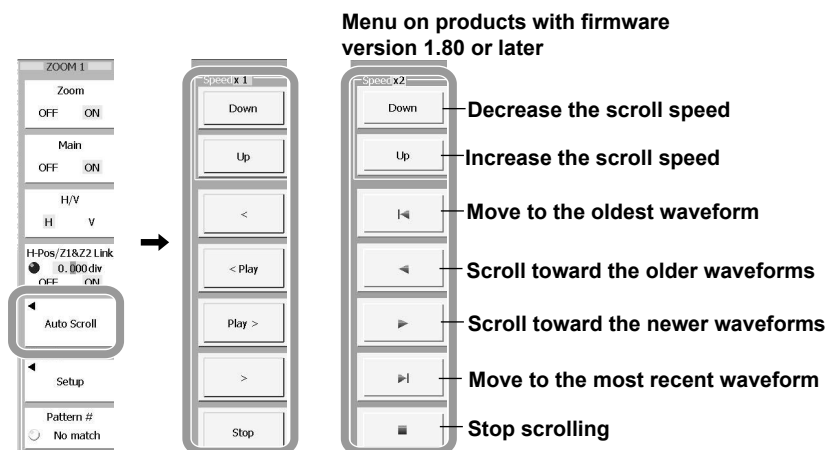 Menu on products with firmware
version 1.80 or later
ZOOM 1
Zoom
OFF ON
Main
OFF ON
H/V
H V
H-Pos/Z1&Z2 Link
0.000div
OFF ON
Auto Scroll
Setup
Pattern #
No match
Speed x 1
Down
Up
<
< Play
Play >
>
Stop
Speed x2
Down
Up
Decrease the scroll speed
Increase the scroll speed
Move to the oldest waveform
Scroll toward the older waveforms
Scroll toward the newer waveforms
Move to the most recent waveform
Stop scrolling